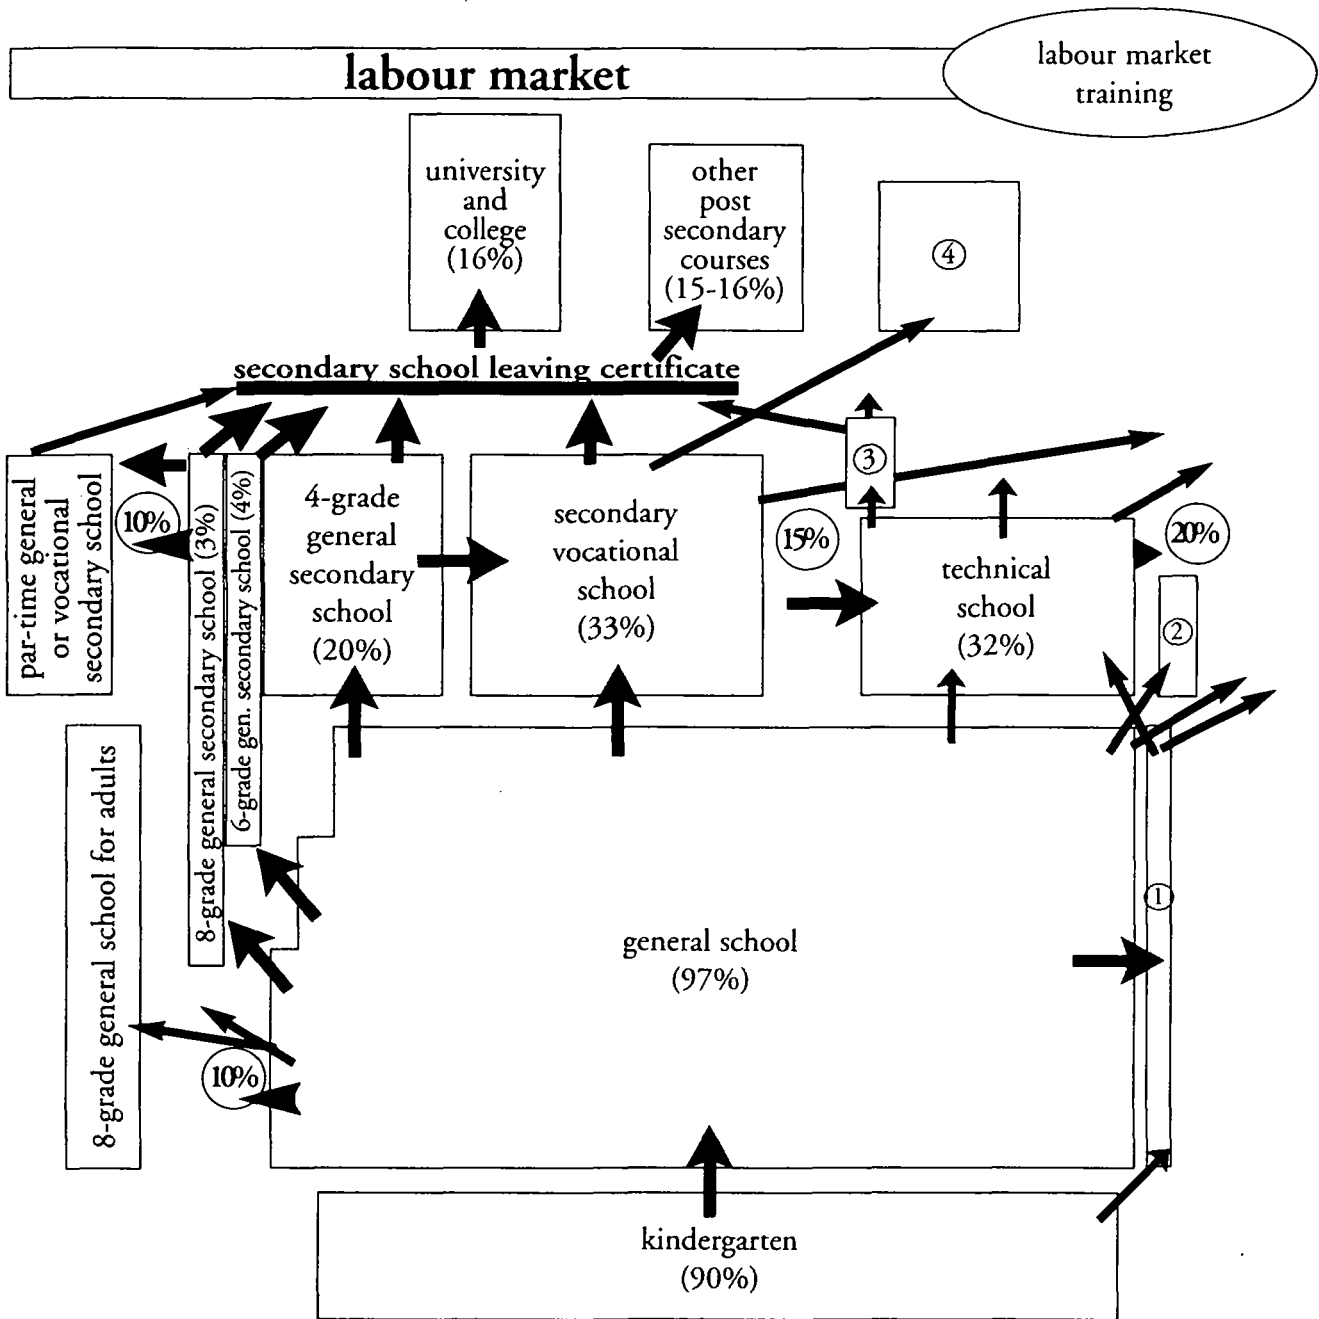 labour market
labour market
training
university
and
college
(16%)
other
post
secondary
courses
(15-16%)
④
secondary school leaving certificate
③
par-time general
or vocational
secondary school
10%
8-grade general secondary school (3%)
6-grade gen. secondary school (4%)
4-grade
general
secondary
school
(20%)
secondary
vocational
school
(33%)
15%
technical
school
(32%)
20%
②
8-grade general school for adults
①
general school
(97%)
10%
kindergarten
(90%)